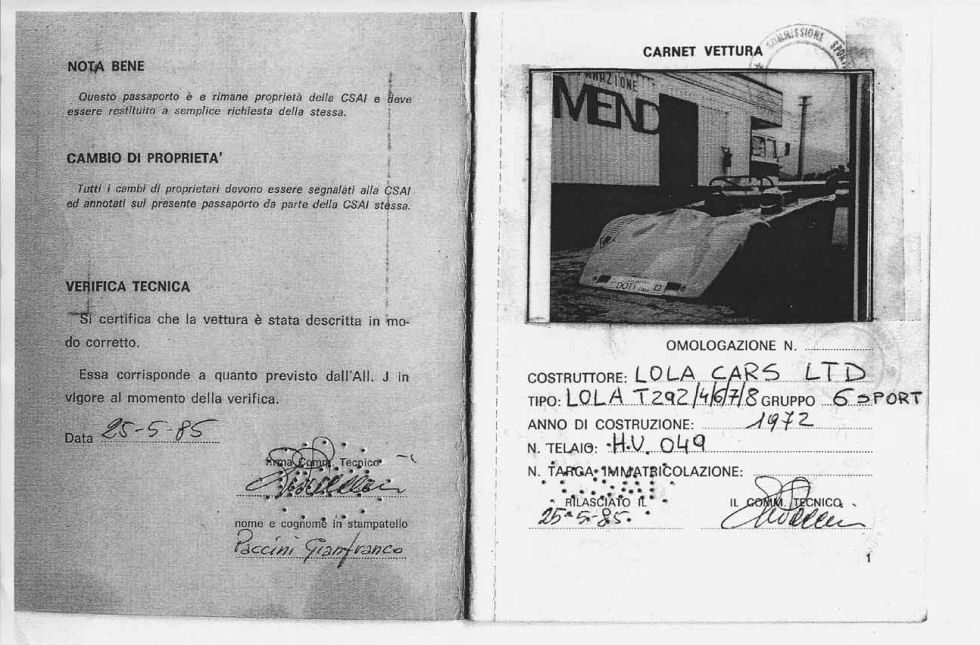 NOTA BENE
Questo passaporto è e rimane proprietà della CSAI e deve
essere restituito a semplice richiesta della stessa.
CAMBIO DI PROPRIETA'
Tutti i cambi di proprietari devono essere segnalati alla CSAI
ed annotati sul presente passaporto da parte della CSAI stessa.
VERIFICA TECNICA
Si certifica che la vettura è stata descritta in mo-
do corretto.
Essa corrisponde a quanto previsto dall'All. J in
vigore al momento della verifica.
Data 25-5-85
Firma Comm. Tecnico
nome e cognome in stampatello
Paccini Gianfranco
CARNET VETTURA
COMMISSIONE SPO
MEND
DOTI
OMOLOGAZIONE N.
COSTRUTTORE: LOLA CARS LTD
TIPO: LOLA T292/4/6/7/8 GRUPPO 6 SPORT
ANNO DI COSTRUZIONE: 1972
N. TELAIO: H.V. 049
N. TARGA IMMATRICOLAZIONE:
RILASCIATO IL IL COMM. TECNICO
25-5-85
1